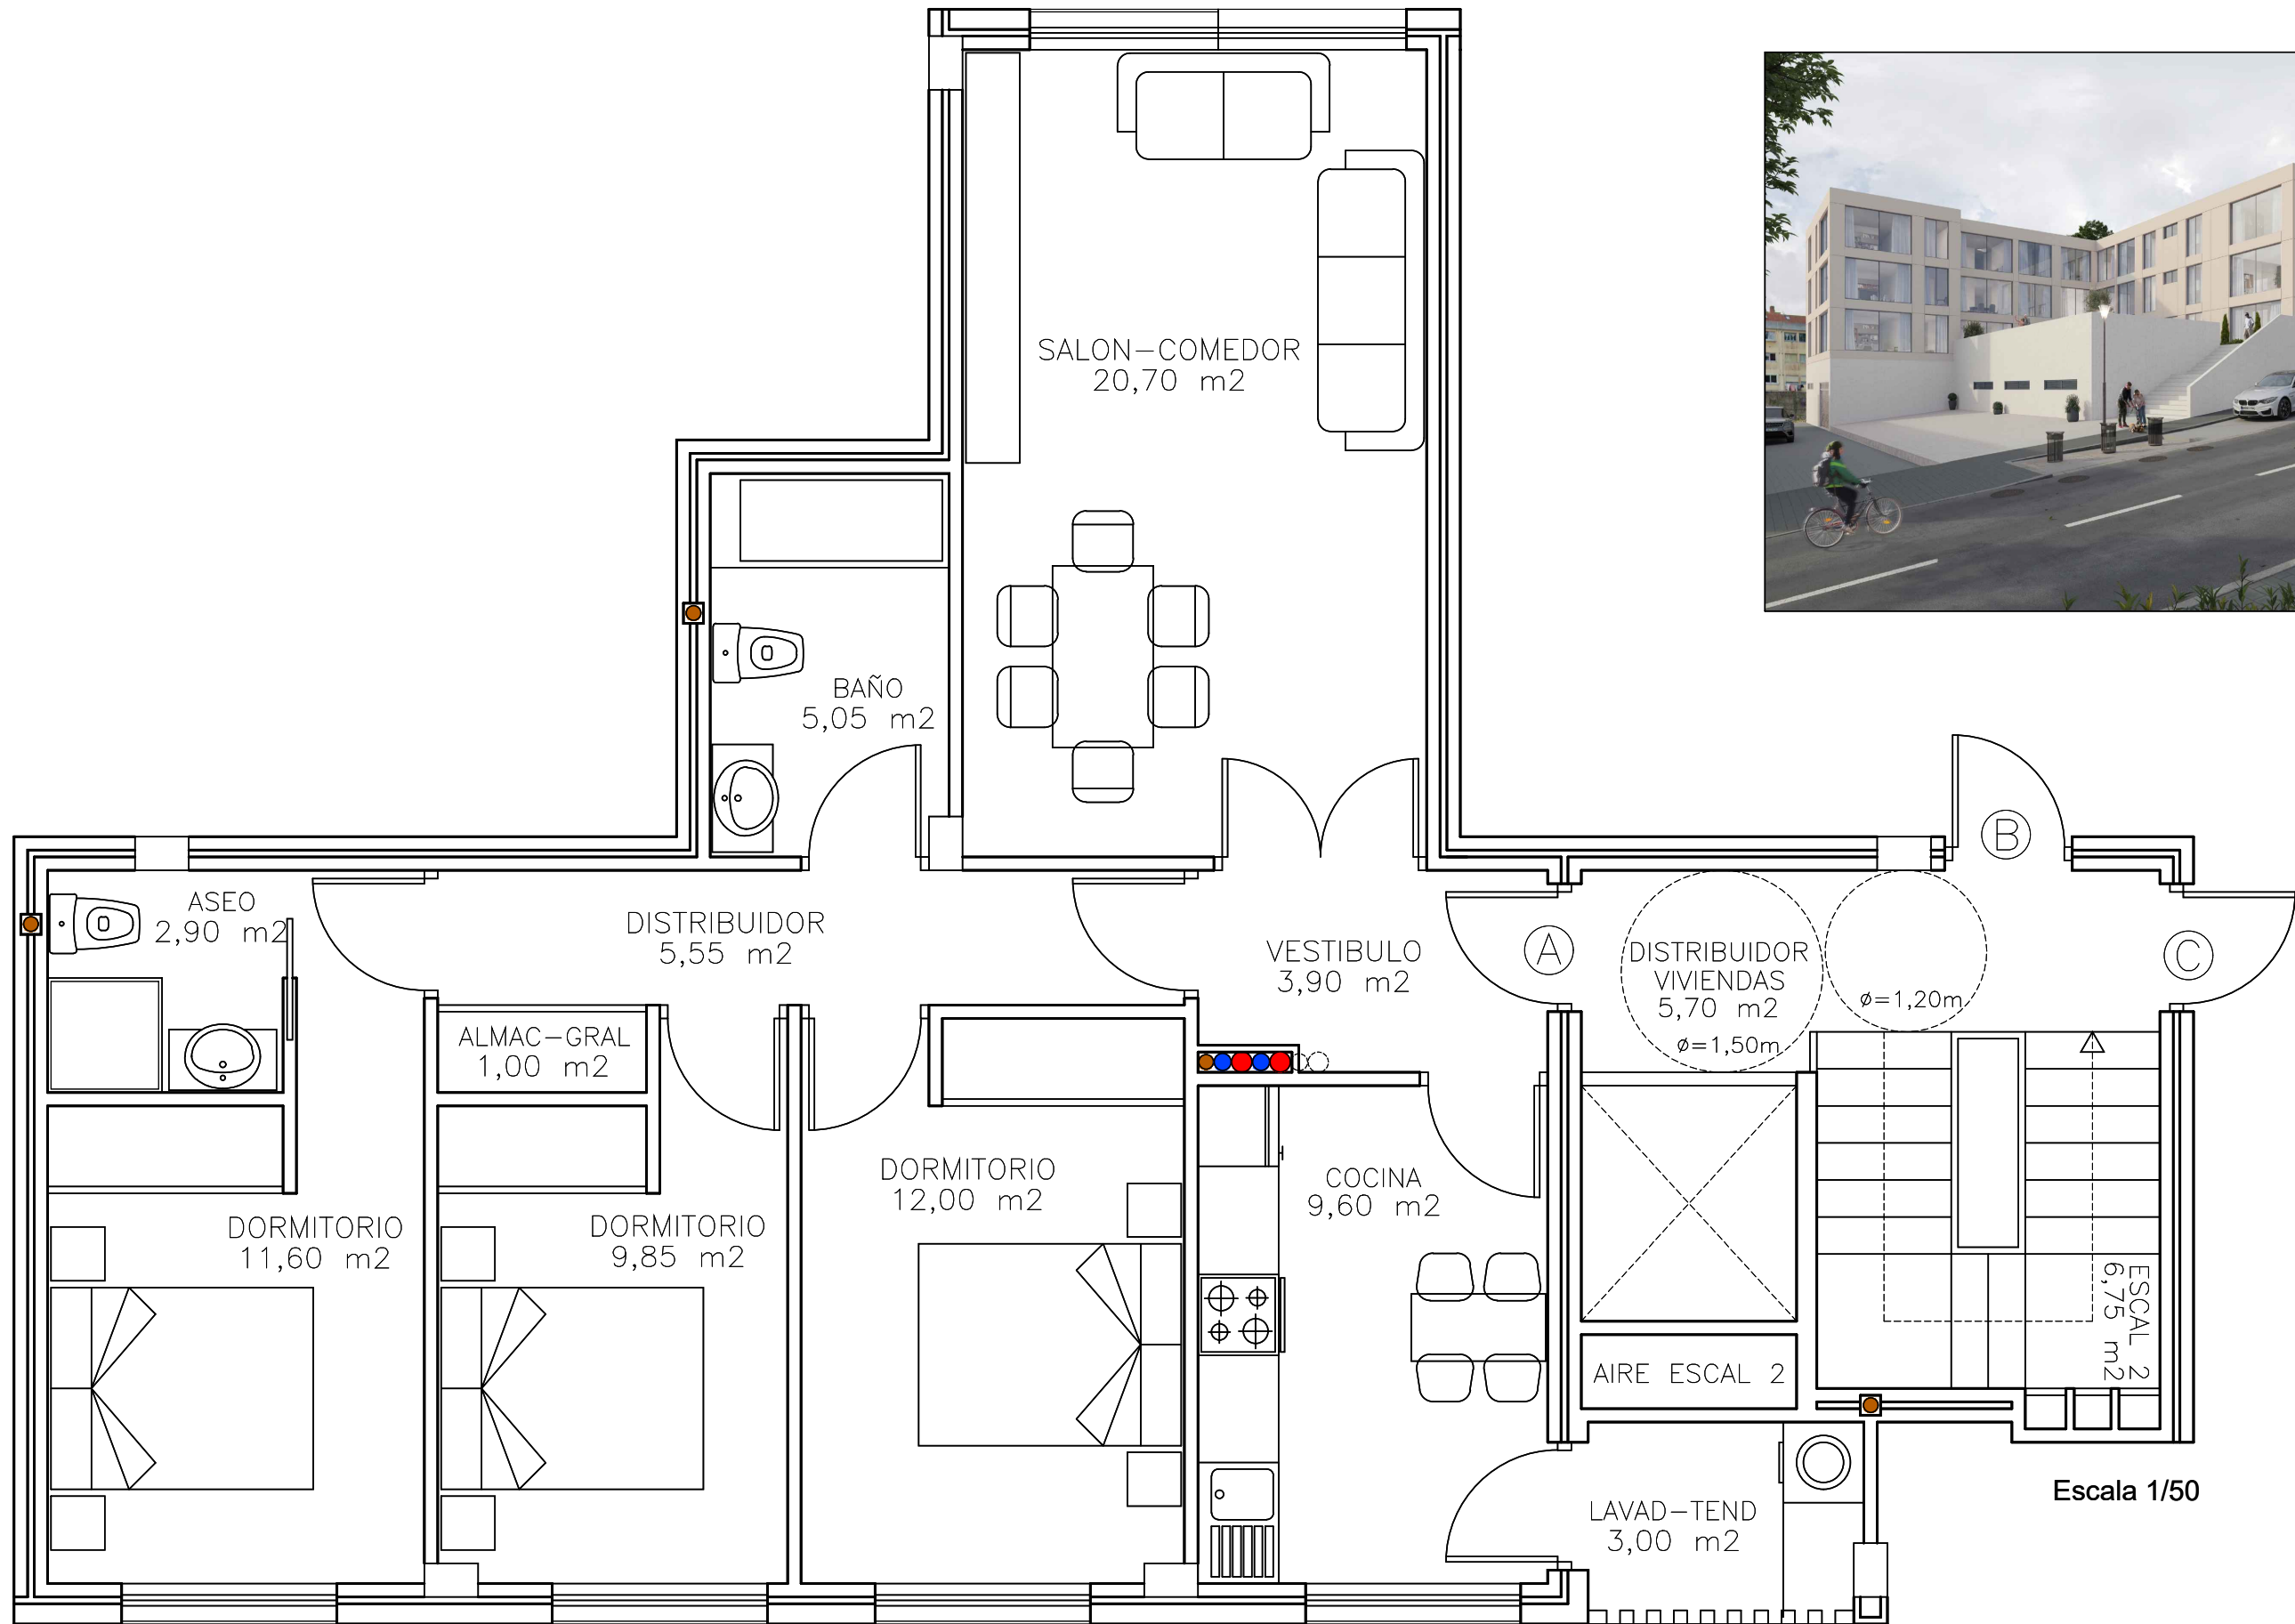 SALON-COMEDOR
20,70 m2
BAÑO
5,05 m2
ASEO
2,90 m2
DISTRIBUIDOR
5,55 m2
VESTIBULO
3,90 m2
A
B
C
DISTRIBUIDOR
VIVIENDAS
5,70 m2
ø=1,50m
ø=1,20m
ALMAC-GRAL
1,00 m2
DORMITORIO
11,60 m2
DORMITORIO
9,85 m2
DORMITORIO
12,00 m2
COCINA
9,60 m2
AIRE ESCAL 2
ESCAL 2
6,75 m2
LAVAD-TEND
3,00 m2
Escala 1/50